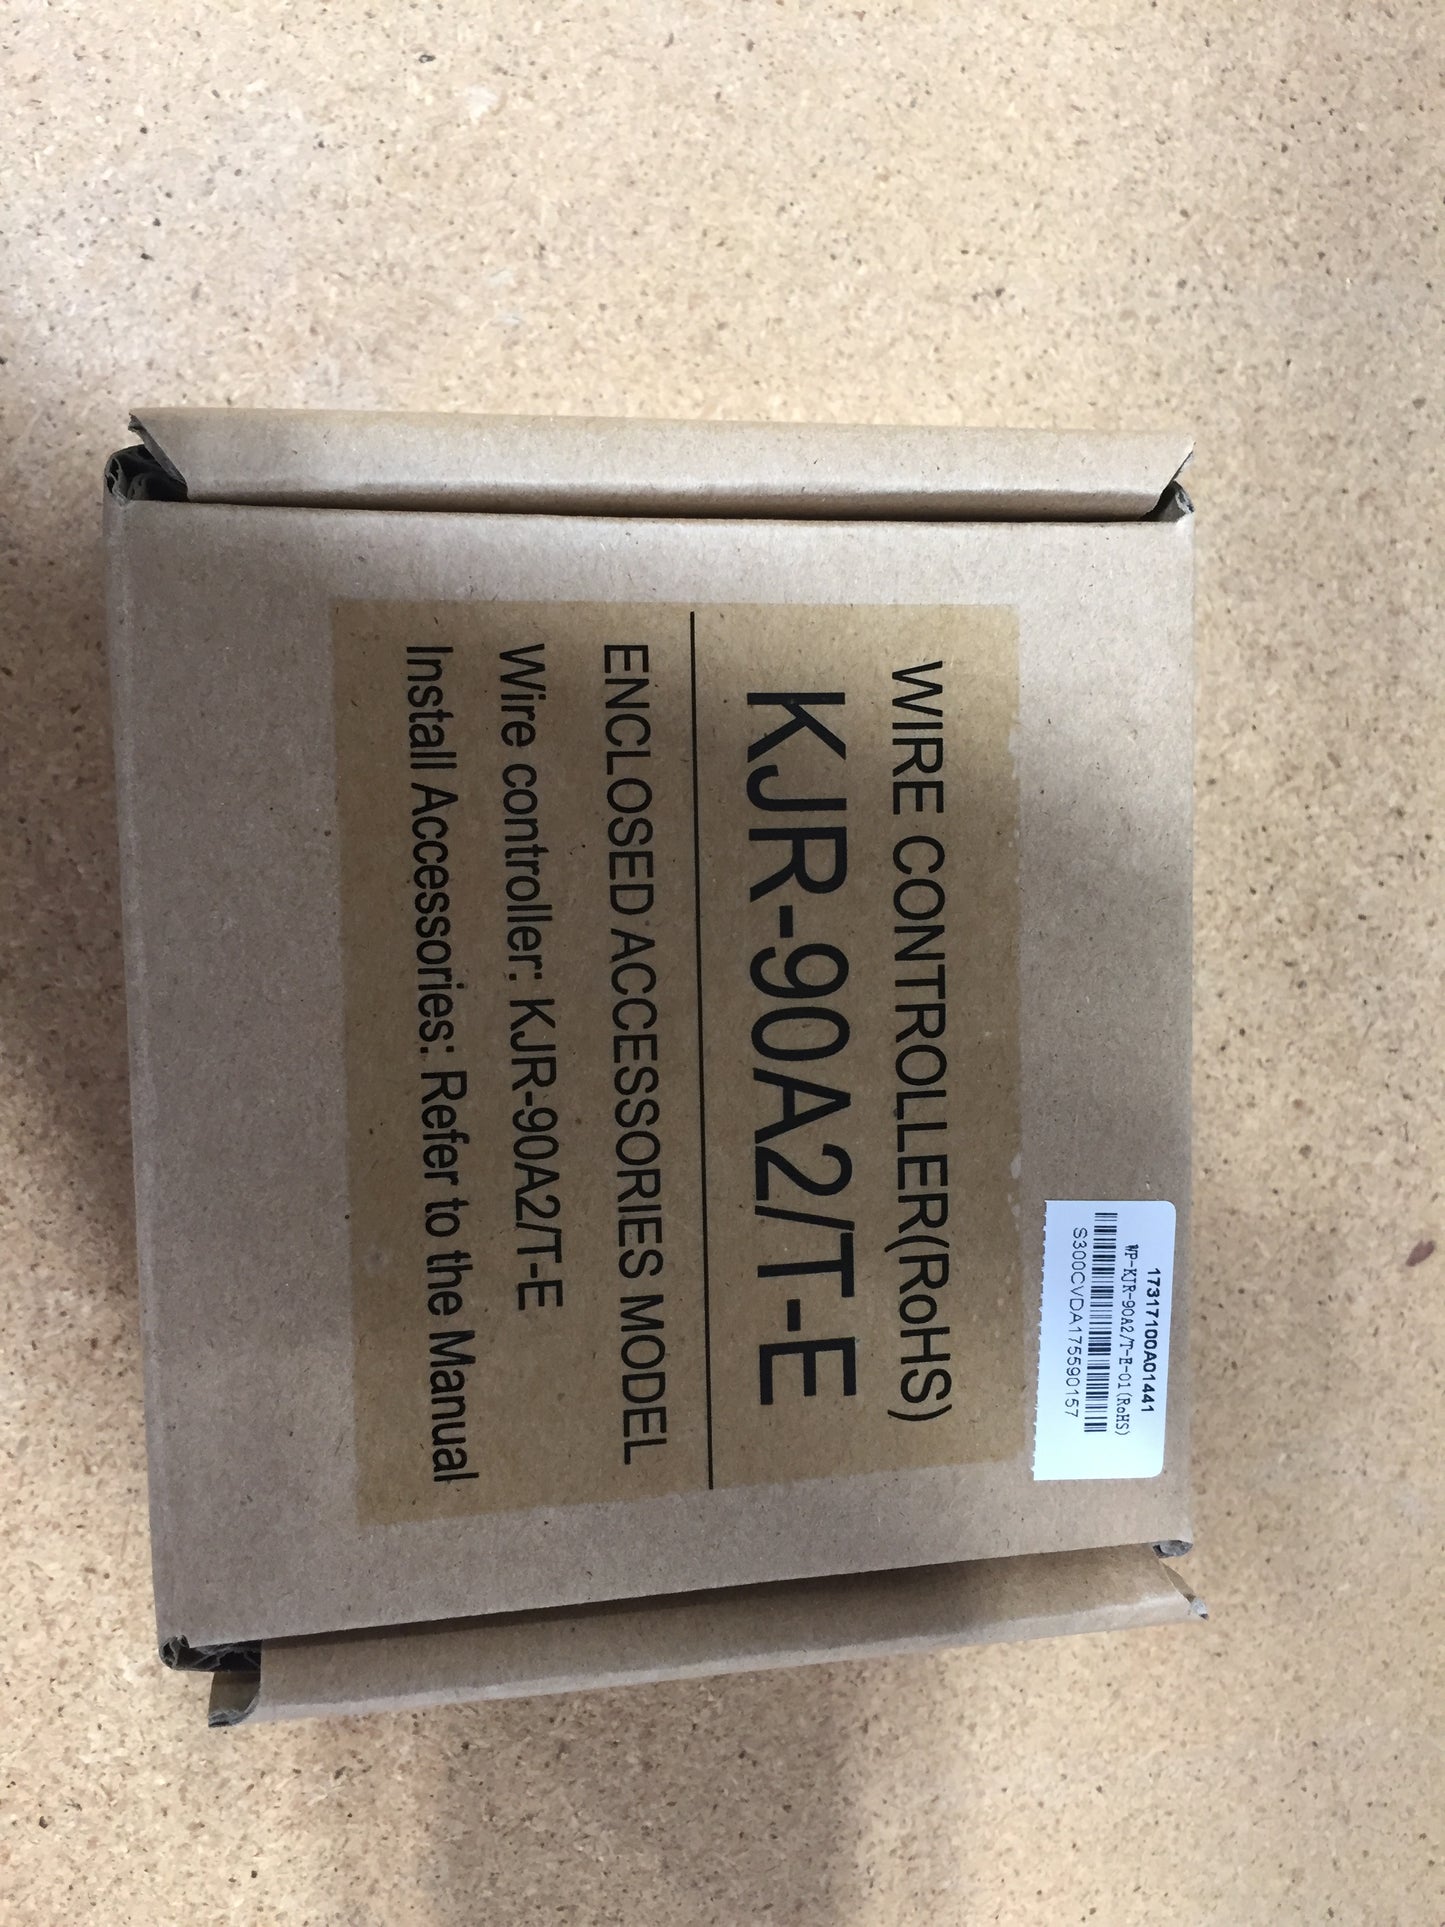 17317100A01441
WP-KJR-90A2/T-E-01(RoHS)
S300CVDA175590157
WIRE CONTROLLER(RoHS)
KJR-90A2/T-E
ENCLOSED ACCESSORIES MODEL
Wire controller: KJR-90A2/T-E
Install Accessories: Refer to the Manual